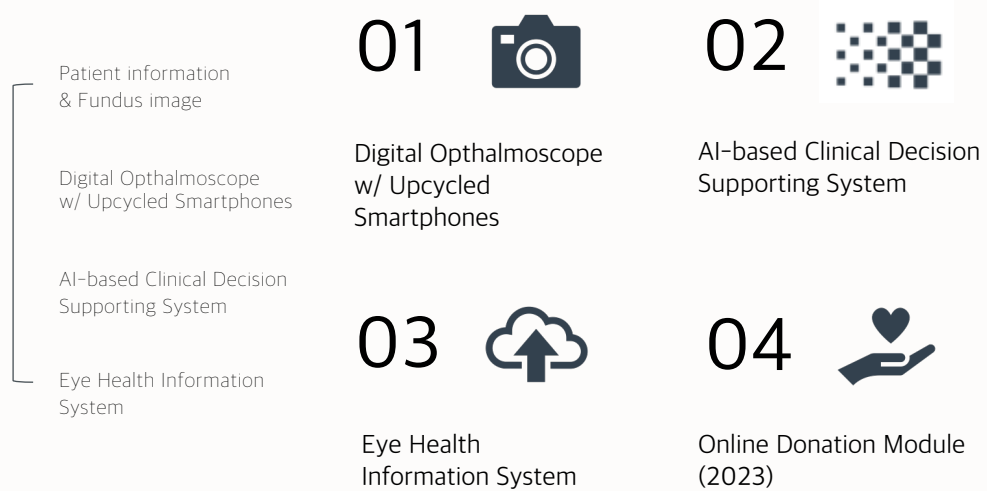 Patient information
& Fundus image
Digital Opthalmoscope
w/ Upcycled Smartphones
AI-based Clinical Decision
Supporting System
Eye Health Information
System
01
Digital Opthalmoscope
w/ Upcycled
Smartphones
02
AI-based Clinical Decision
Supporting System
03
Eye Health
Information System
04
Online Donation Module
(2023)